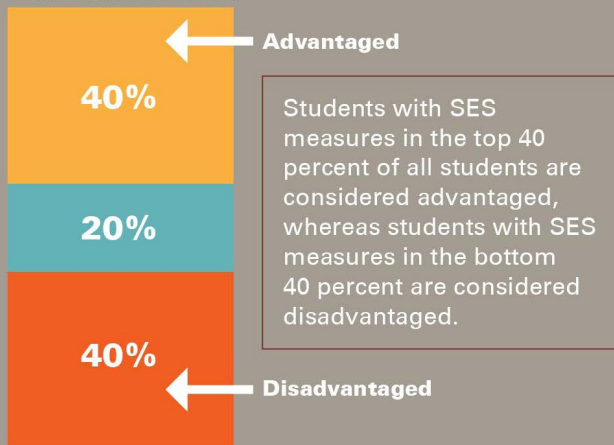 Advantaged
40%
Students with SES
measures in the top 40
percent of all students are
considered advantaged,
whereas students with SES
measures in the bottom
40 percent are considered
disadvantaged.
20%
40%
Disadvantaged